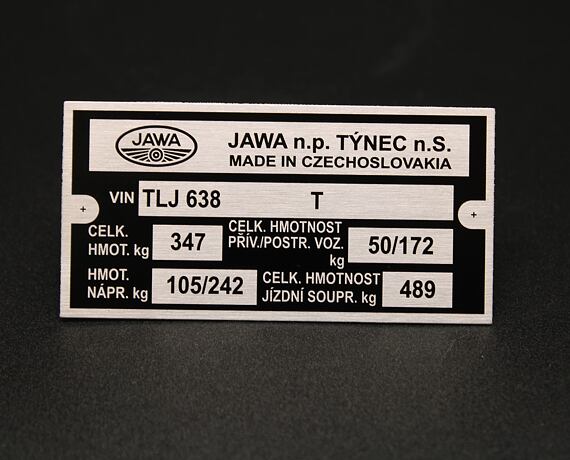 JAWA
JAWA n.p. TÝNEC n.S.
MADE IN CZECHOSLOVAKIA
VIN TLJ 638 T
CELK. HMOT. kg 347
CELK. HMOTNOST PŘÍV./POSTR. VOZ. kg 50/172
HMOT. NÁPR. kg 105/242
CELK. HMOTNOST JÍZDNÍ SOUPR. kg 489